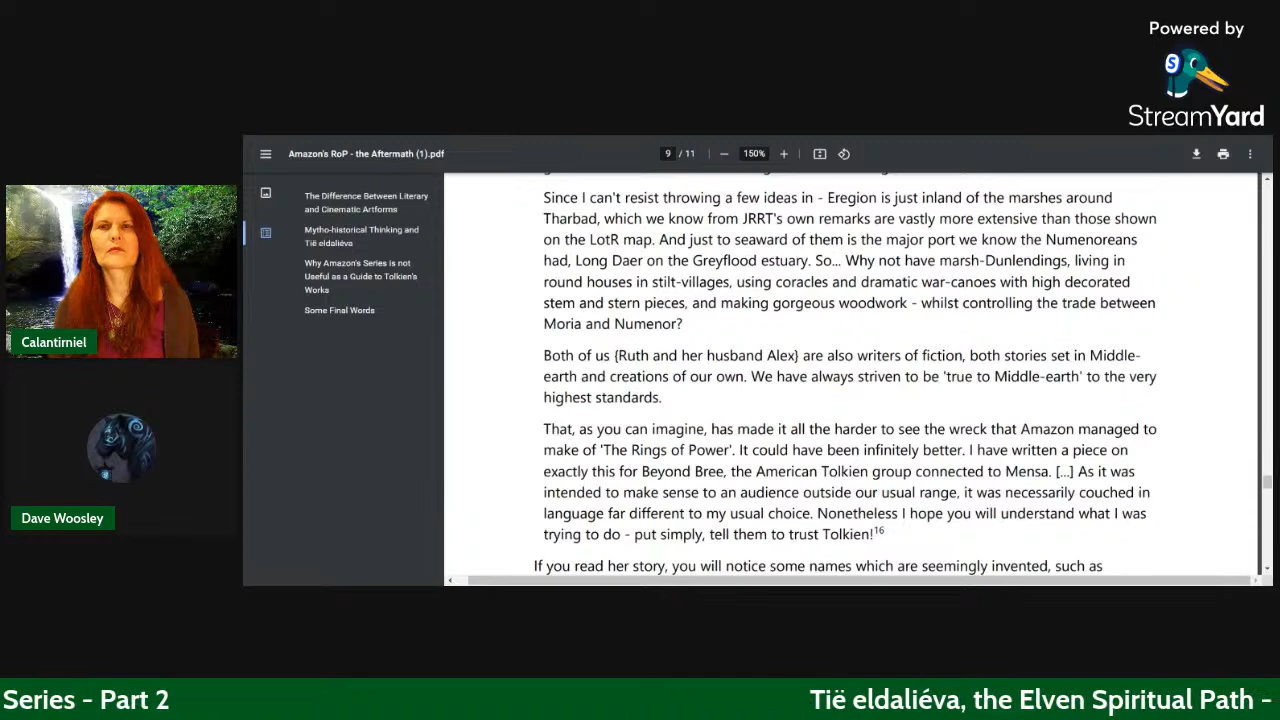 Powered by
StreamYard
Amazon's RoP - the Aftermath (1).pdf
9 / 11
150%
The Difference Between Literary
and Cinematic Artforms
Mytho-historical Thinking and
Tië eldaliéva
Why Amazon's Series is not
Useful as a Guide to Tolkien's
Works
Some Final Words
Since I can't resist throwing a few ideas in - Eregion is just inland of the marshes around
Tharbad, which we know from JRRT's own remarks are vastly more extensive than those shown
on the LotR map. And just to seaward of them is the major port we know the Numenoreans
had, Long Daer on the Greyflood estuary. So... Why not have marsh-Dunlendings, living in
round houses in stilt-villages, using coracles and dramatic war-canoes with high decorated
stem and stern pieces, and making gorgeous woodwork - whilst controlling the trade between
Moria and Numenor?
Both of us {Ruth and her husband Alex} are also writers of fiction, both stories set in Middle-
earth and creations of our own. We have always striven to be 'true to Middle-earth' to the very
highest standards.
That, as you can imagine, has made it all the harder to see the wreck that Amazon managed to
make of 'The Rings of Power'. It could have been infinitely better. I have written a piece on
exactly this for Beyond Bree, the American Tolkien group connected to Mensa. [...] As it was
intended to make sense to an audience outside our usual range, it was necessarily couched in
language far different to my usual choice. Nonetheless I hope you will understand what I was
trying to do - put simply, tell them to trust Tolkien!16
If you read her story, you will notice some names which are seemingly invented, such as
Calantirniel
Dave Woosley
Series - Part 2
Tië eldaliéva, the Elven Spiritual Path -